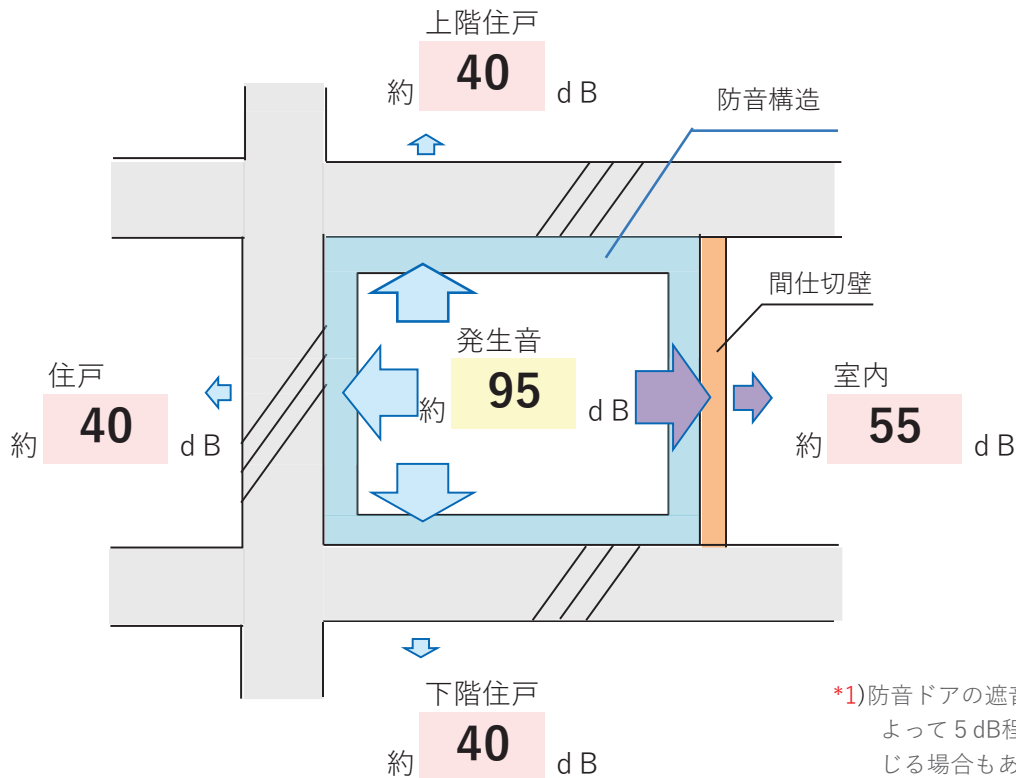 上階住戸
約 40 dB
防音構造
間仕切壁
発生音
約 95 dB
住戸
約 40 dB
室内
約 55 dB
下階住戸
約 40 dB
*1)防音ドアの遮音
よって5dB程
じる場合もあ